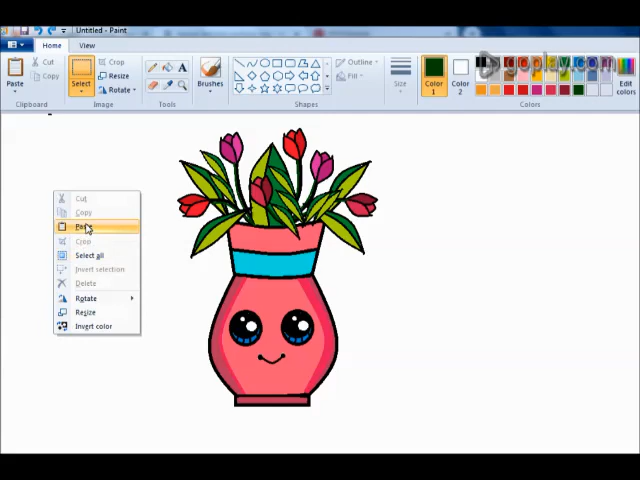 Untitled - Paint
Home View
Cut
Copy
Paste
Clipboard
Select
Crop
Resize
Rotate
Image
Tools
Brushes
Shapes
Outline
Fill
Size
Color 1
Color 2
Edit colors
Colors
goplay.com
Cut
Copy
Paste
Crop
Select all
Invert selection
Delete
Rotate
Resize
Invert color